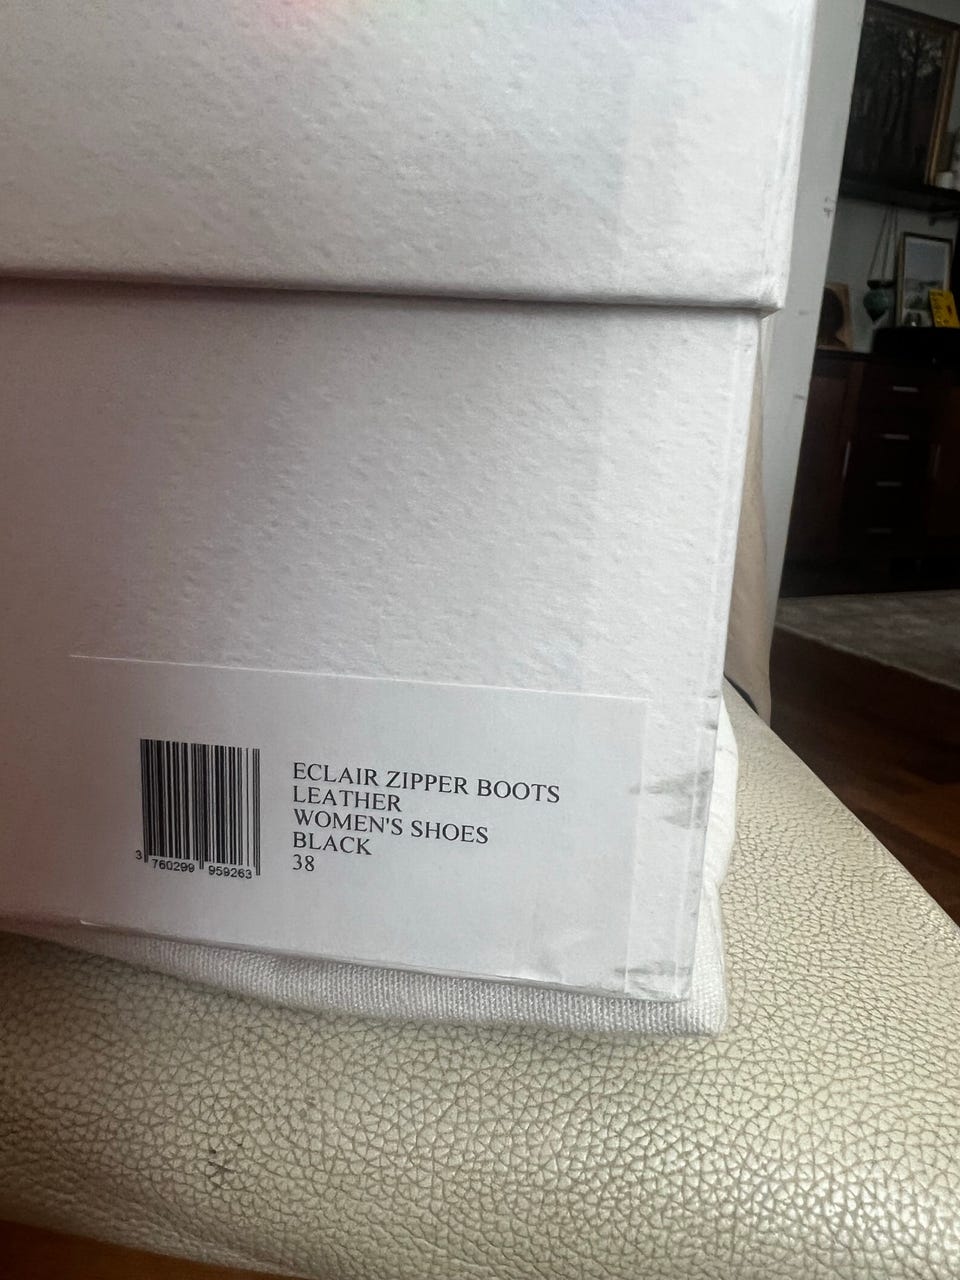 ECLAIR ZIPPER BOOTS
LEATHER
WOMEN'S SHOES
BLACK
38
3 760299 959263